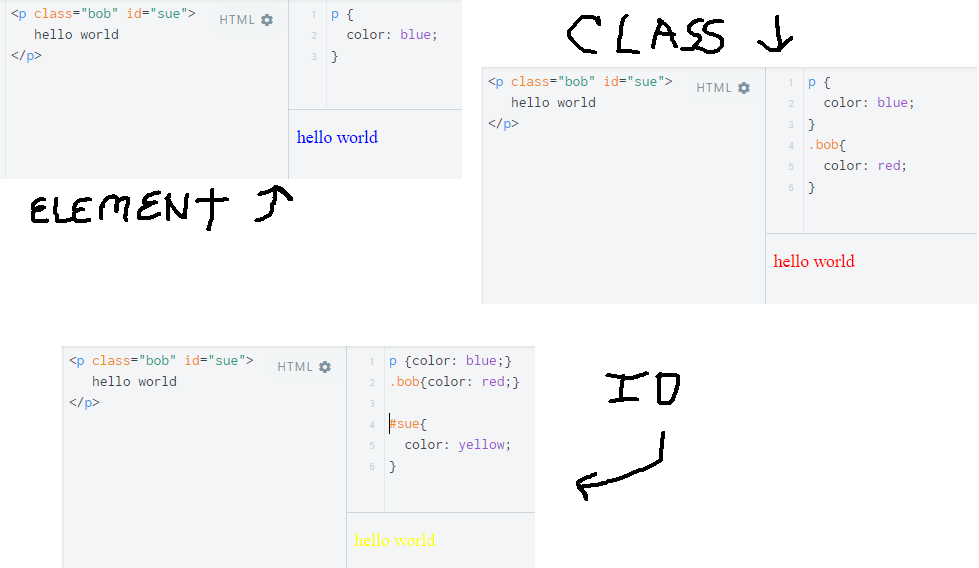 <p class="bob" id="sue">
hello world
</p>
HTML
1 p {
2 color: blue;
3 }
hello world
ELEMENT
CLASS
<p class="bob" id="sue">
hello world
</p>
HTML
1 p {
2 color: blue;
3 }
4 .bob{
5 color: red;
6 }
hello world
<p class="bob" id="sue">
hello world
</p>
HTML
1 p {color: blue;}
2 .bob{color: red;}
3
4 #sue{
5 color: yellow;
6 }
hello world
ID